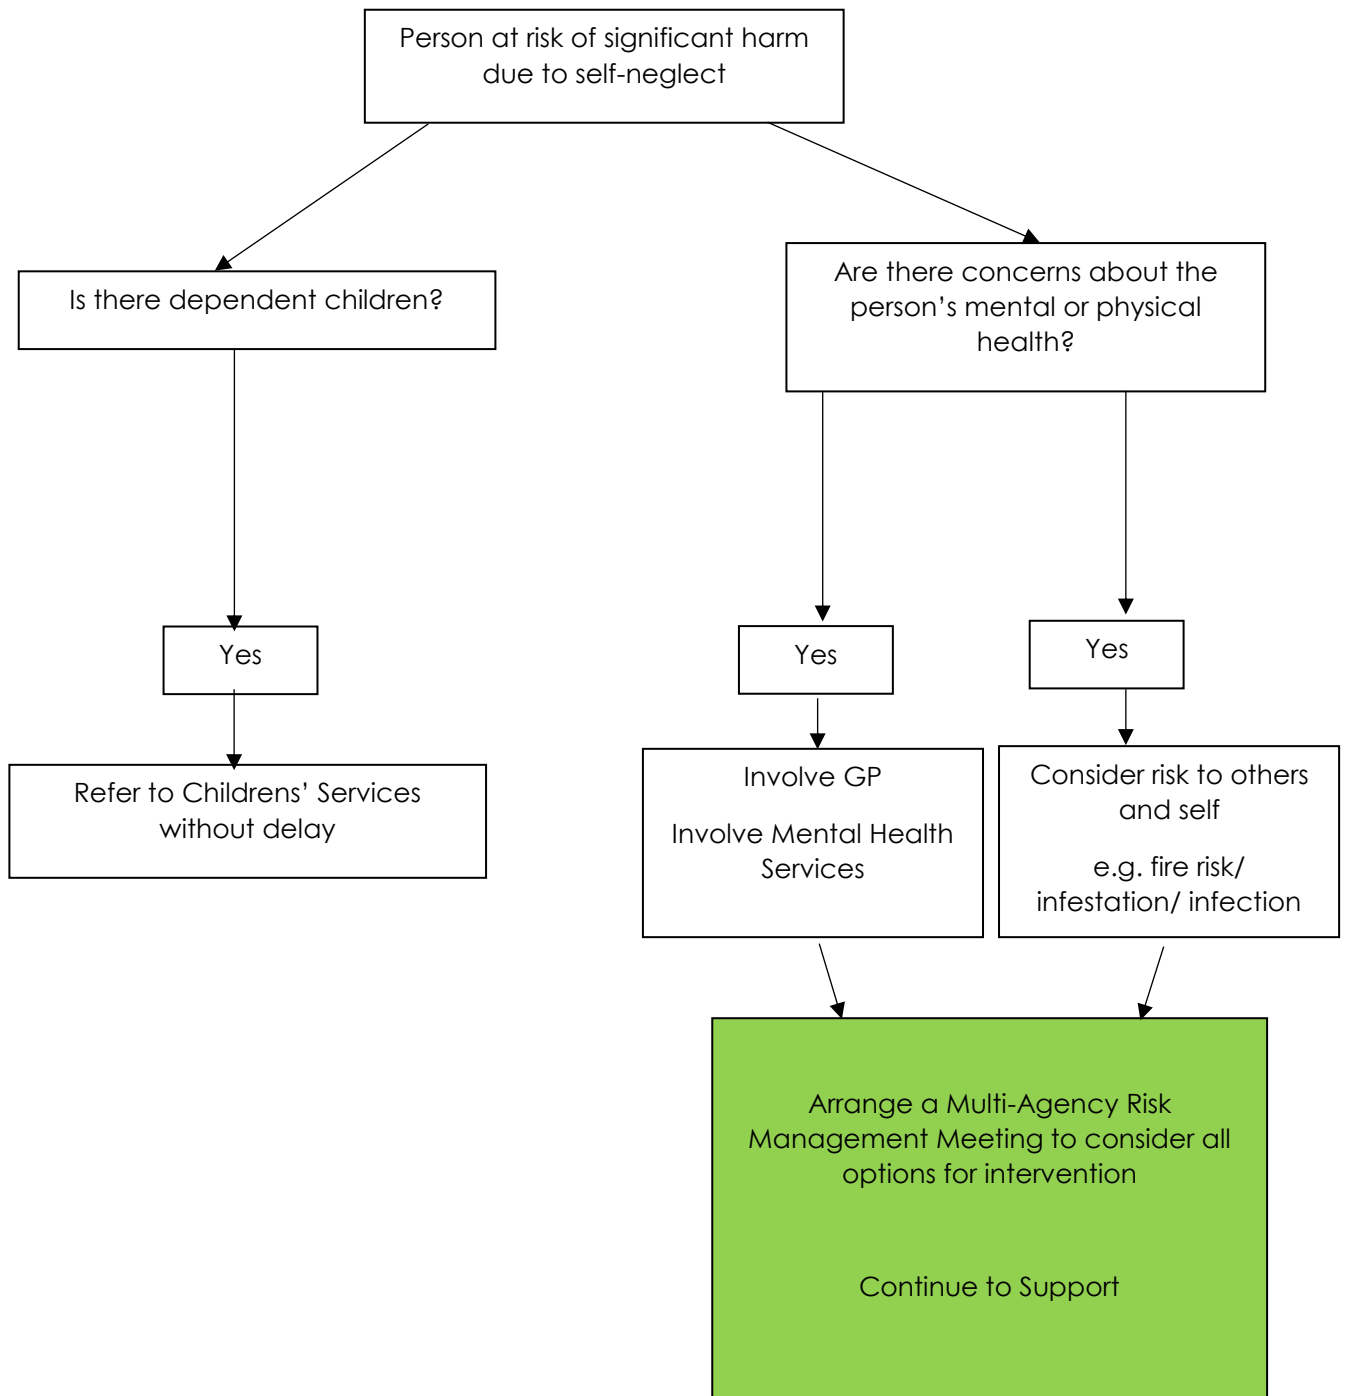 Person at risk of significant harm
due to self-neglect
Is there dependent children?
Are there concerns about the
person's mental or physical
health?
Yes
Yes
Yes
Refer to Childrens' Services
without delay
Involve GP
Involve Mental Health
Services
Consider risk to others
and self
e.g. fire risk/
infestation/ infection
Arrange a Multi-Agency Risk
Management Meeting to consider all
options for intervention
Continue to Support